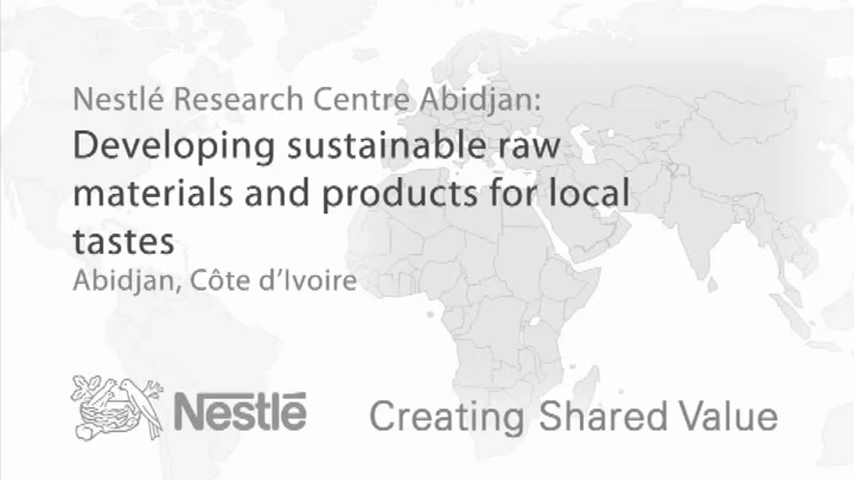 Nestlé Research Centre Abidjan:
Developing sustainable raw
materials and products for local
tastes
Abidjan, Côte d’Ivoire
Nestlé Creating Shared Value